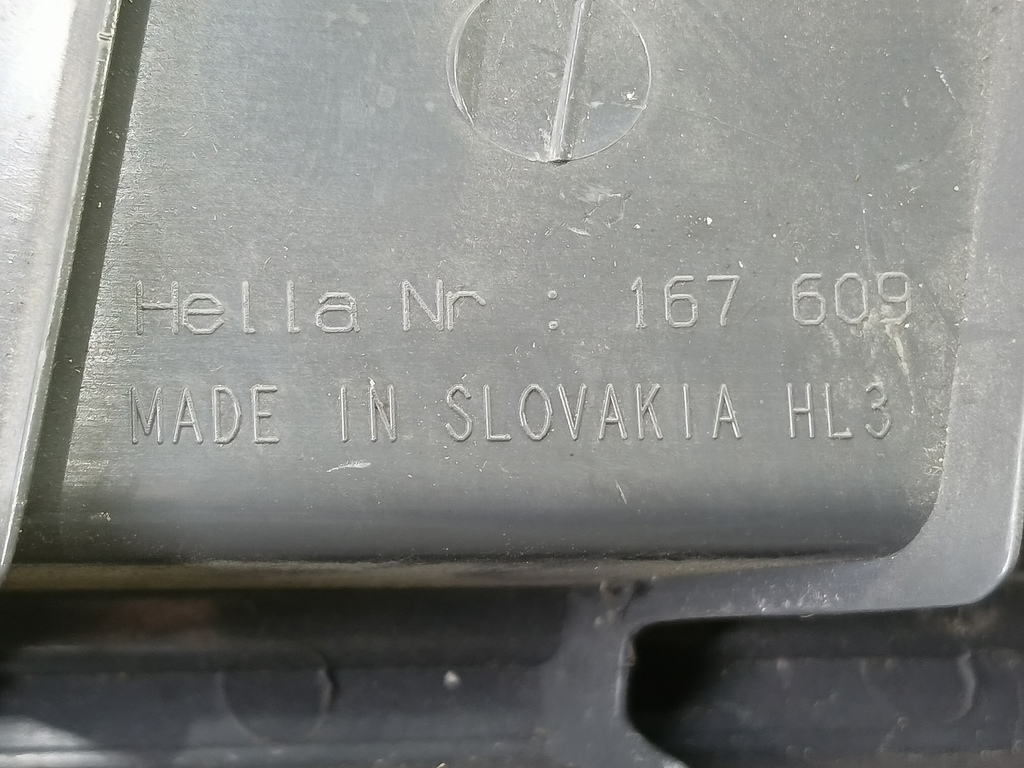 Hella Nr : 167 609
MADE IN SLOVAKIA HL3